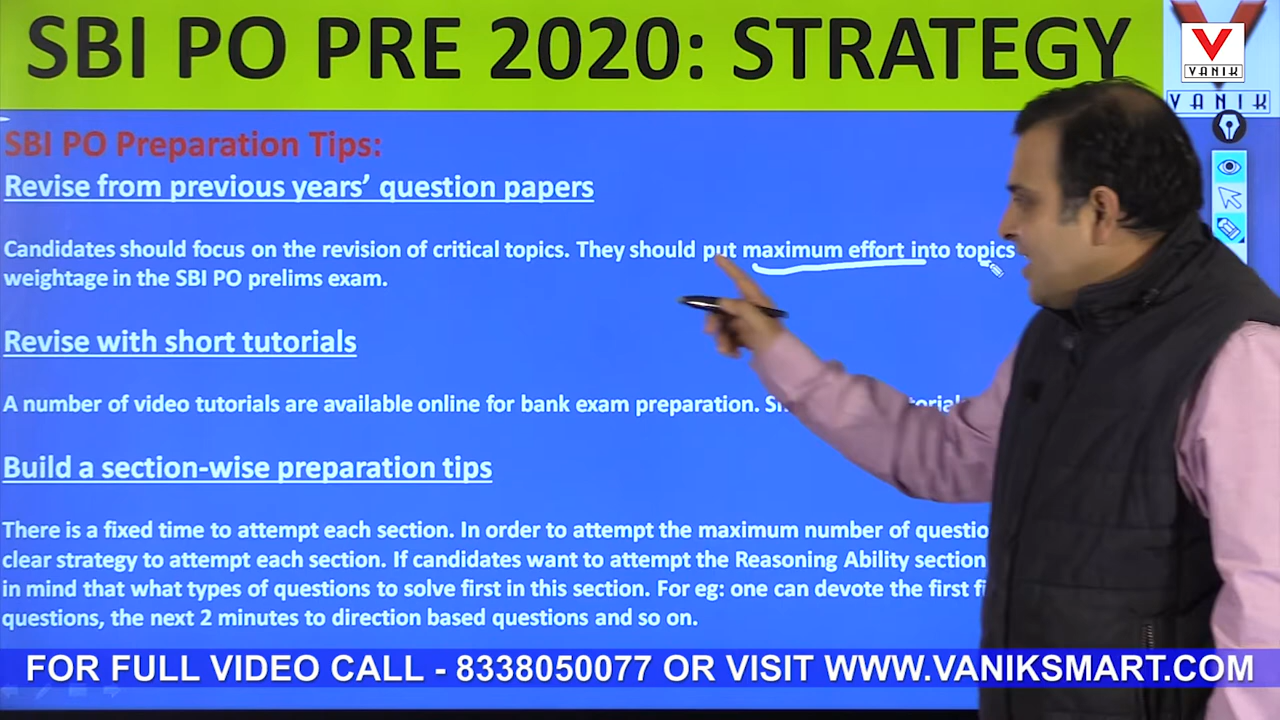 SBI PO PRE 2020: STRATEGY
VANIK
VANIK
SBI PO Preparation Tips:
Revise from previous years’ question papers
Candidates should focus on the revision of critical topics. They should put maximum effort into topics
weightage in the SBI PO prelims exam.
Revise with short tutorials
A number of video tutorials are available online for bank exam preparation.
Build a section-wise preparation tips
There is a fixed time to attempt each section. In order to attempt the maximum number of
clear strategy to attempt each section. If candidates want to attempt the Reasoning Ability section
in mind that what types of questions to solve first in this section. For eg: one can devote the first
questions, the next 2 minutes to direction based questions and so on.
FOR FULL VIDEO CALL - 8338050077 OR VISIT WWW.VANIKSMART.COM